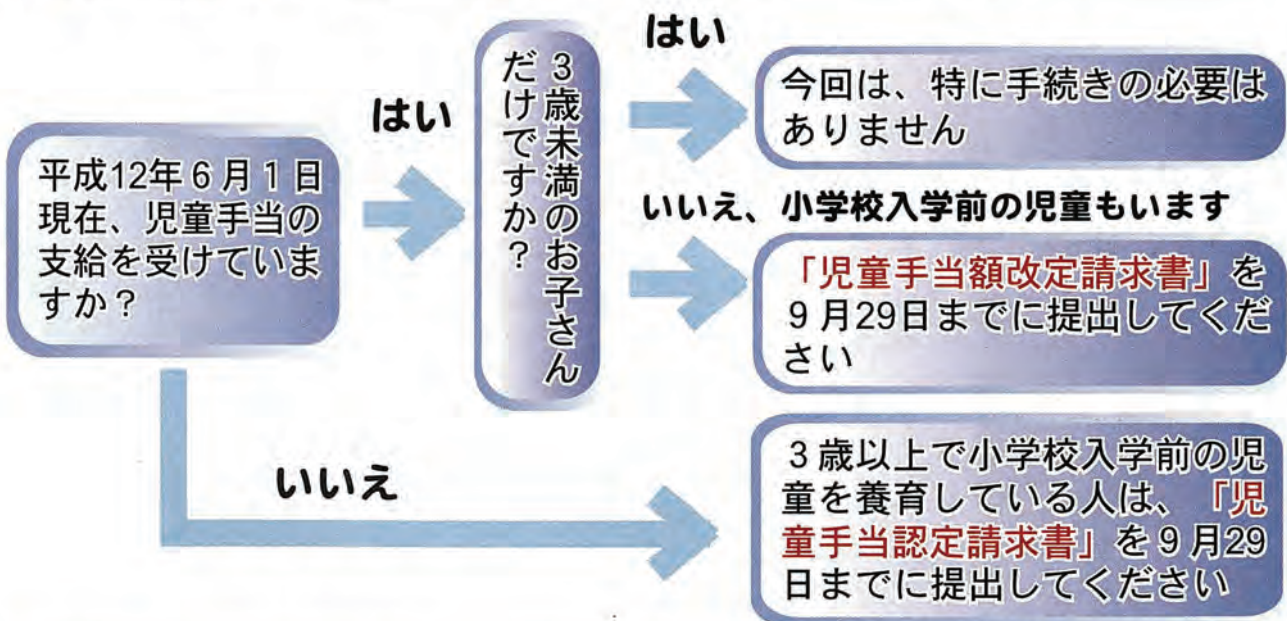 平成12年６月１日
現在、児童手当の
支給を受けていま
すか？
はい
３歳未満のお子さん
だけですか？
はい
今回は、特に手続きの必要は
ありません
いいえ、小学校入学前の児童もいます
「児童手当額改定請求書」を
９月29日までに提出してくだ
さい
いいえ
３歳以上で小学校入学前の児
童を養育している人は、「児
童手当認定請求書」を９月29
日までに提出してください